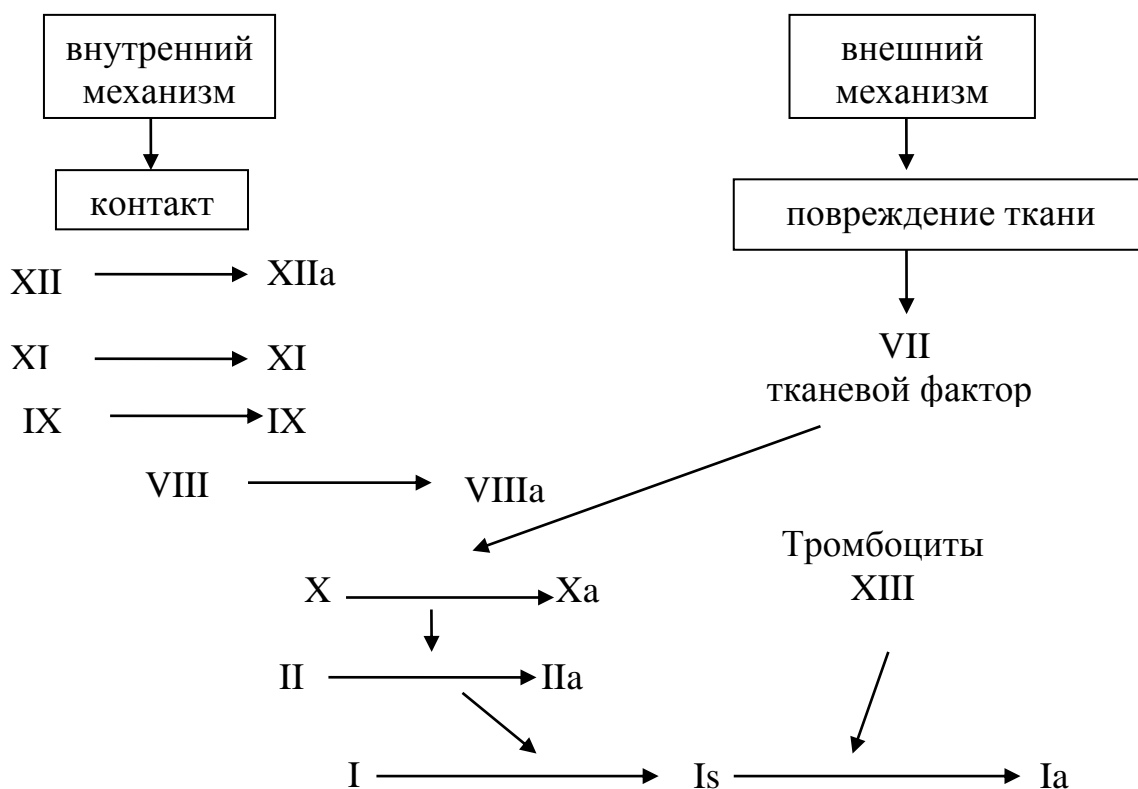 внутренний
механизм
внешний
механизм
контакт
повреждение ткани
XII XIIa
XI XI
VII
тканевой фактор
IX IX
VIII VIIIa
Тромбоциты
XIII
X Xa
II IIa
I Is Ia